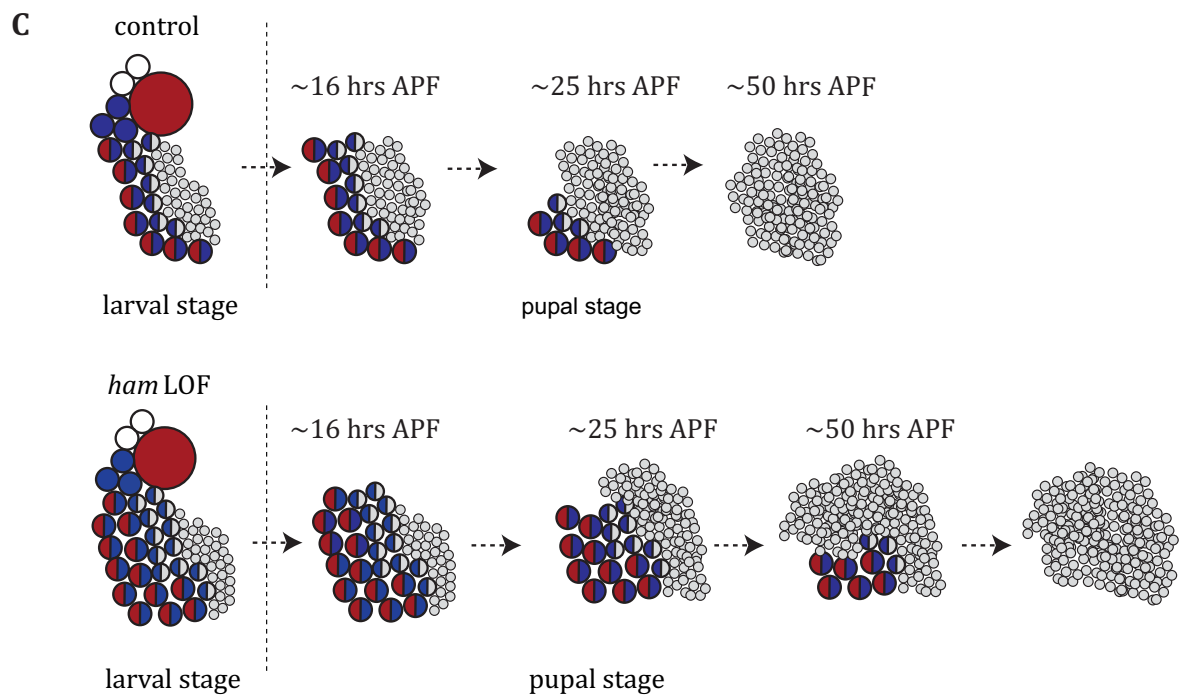 C
control
~16 hrs APF
~25 hrs APF
~50 hrs APF
larval stage
pupal stage
ham LOF
~16 hrs APF
~25 hrs APF
~50 hrs APF
larval stage
pupal stage